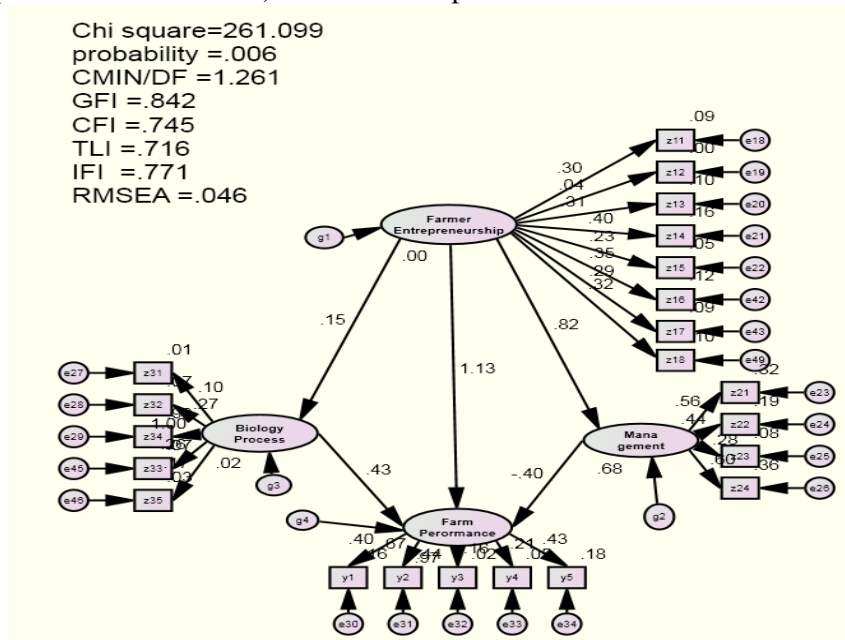 Chi square=261.099
probability =.006
CMIN/DF =1.261
GFI =.842
CFI =.745
TLI =.716
IFI =.771
RMSEA =.046
.09
z11
e18
.00
.30
z12
e19
.04
.10
.31
z13
e20
.16
Farmer
Entrepreneurship
.40
z14
e21
g1
.23
.05
.00
.35
z15
e22
.29
.12
.32
z16
e42
.09
.15
.82
z17
e43
.10
.01
z18
e49
1.13
.32
e27
z31
.10
.56
z21
e23
.19
e28
z32
.27
.44
z22
e24
Biology
Process
Mana
gement
.08
e29
z34
1.00
.28
z23
e25
.36
e45
z33
.02
.43
-.40
.68
.60
z24
e26
.03
e46
z35
g3
g4
g2
Farm
Perormance
.40
.67
.21
.43
.16
.02
.18
y1
y2
y3
y4
y5
e30
e31
e32
e33
e34